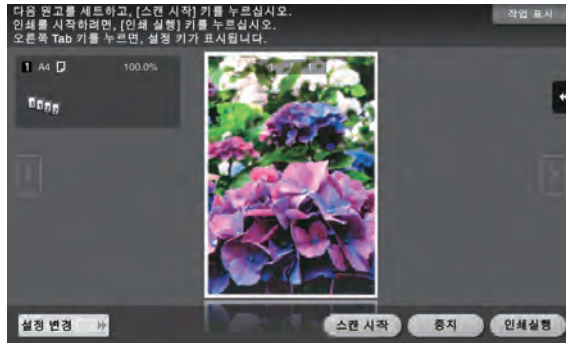 다음 원고를 세트하고, [스캔 시작] 키를 누르십시오.
인쇄를 시작하려면, [인쇄 실행] 키를 누르십시오.
오른쪽 Tab 키를 누르면, 설정 키가 표시됩니다.
작업 표시
1 A4 100.0%
1 / 1
설정 변경
스캔 시작
중지
인쇄실행